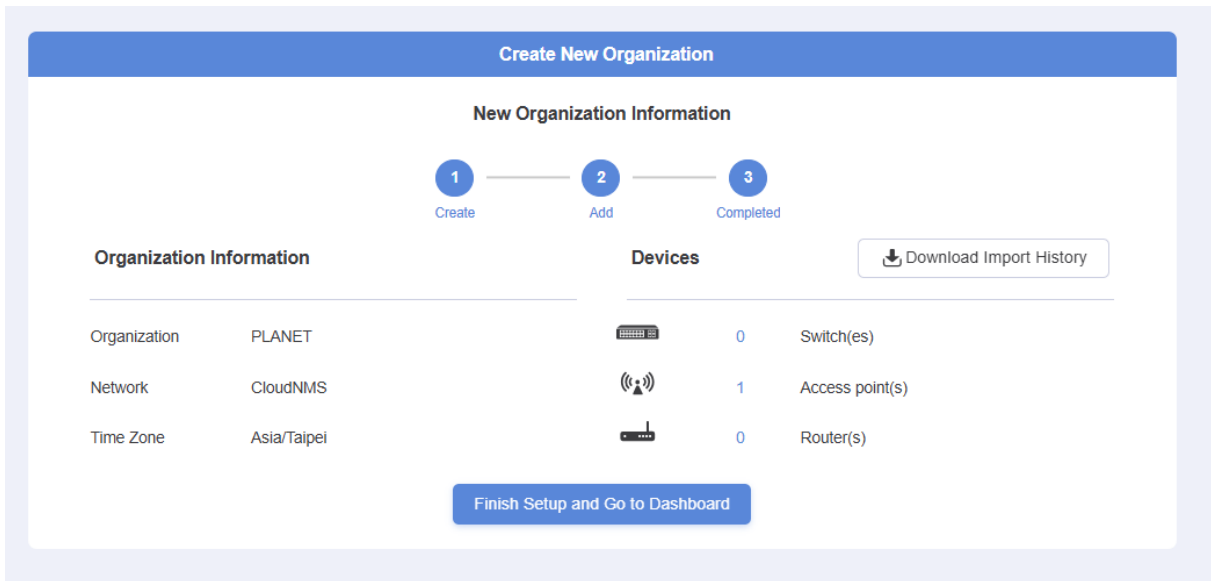 Create New Organization
New Organization Information
1 2 3
Create Add Completed
Organization Information
Organization PLANET
Network CloudNMS
Time Zone Asia/Taipei
Devices Download Import History
0 Switch(es)
1 Access point(s)
0 Router(s)
Finish Setup and Go to Dashboard